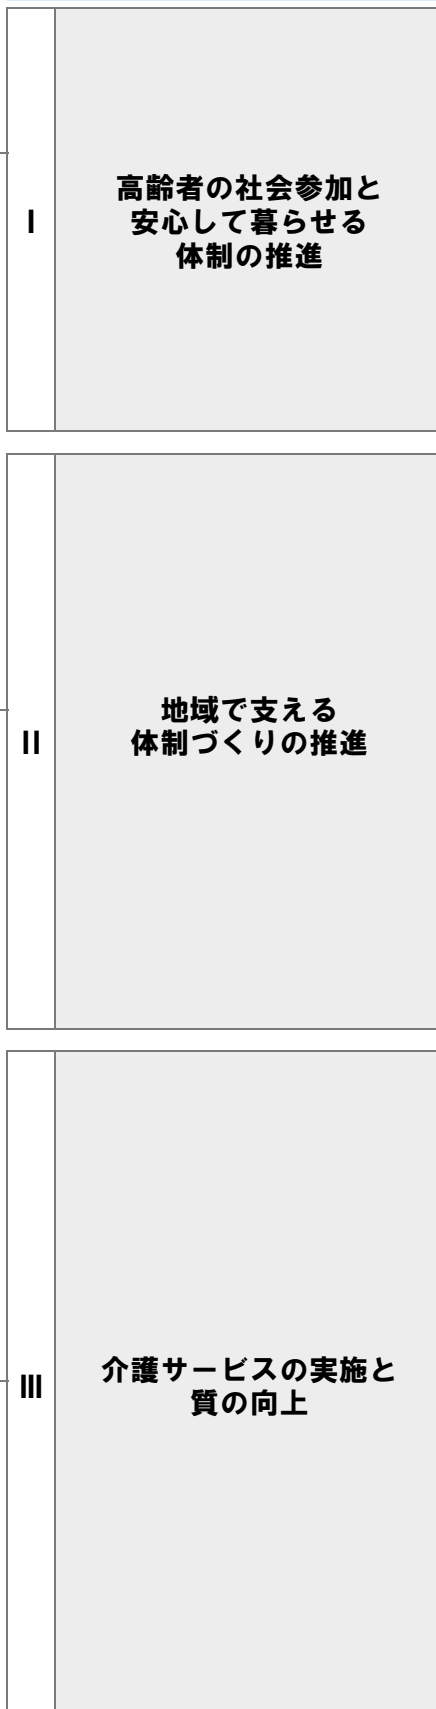 I
高齢者の社会参加と
安心して暮らせる
体制の推進
II
地域で支える
体制づくりの推進
III
介護サービスの実施と
質の向上